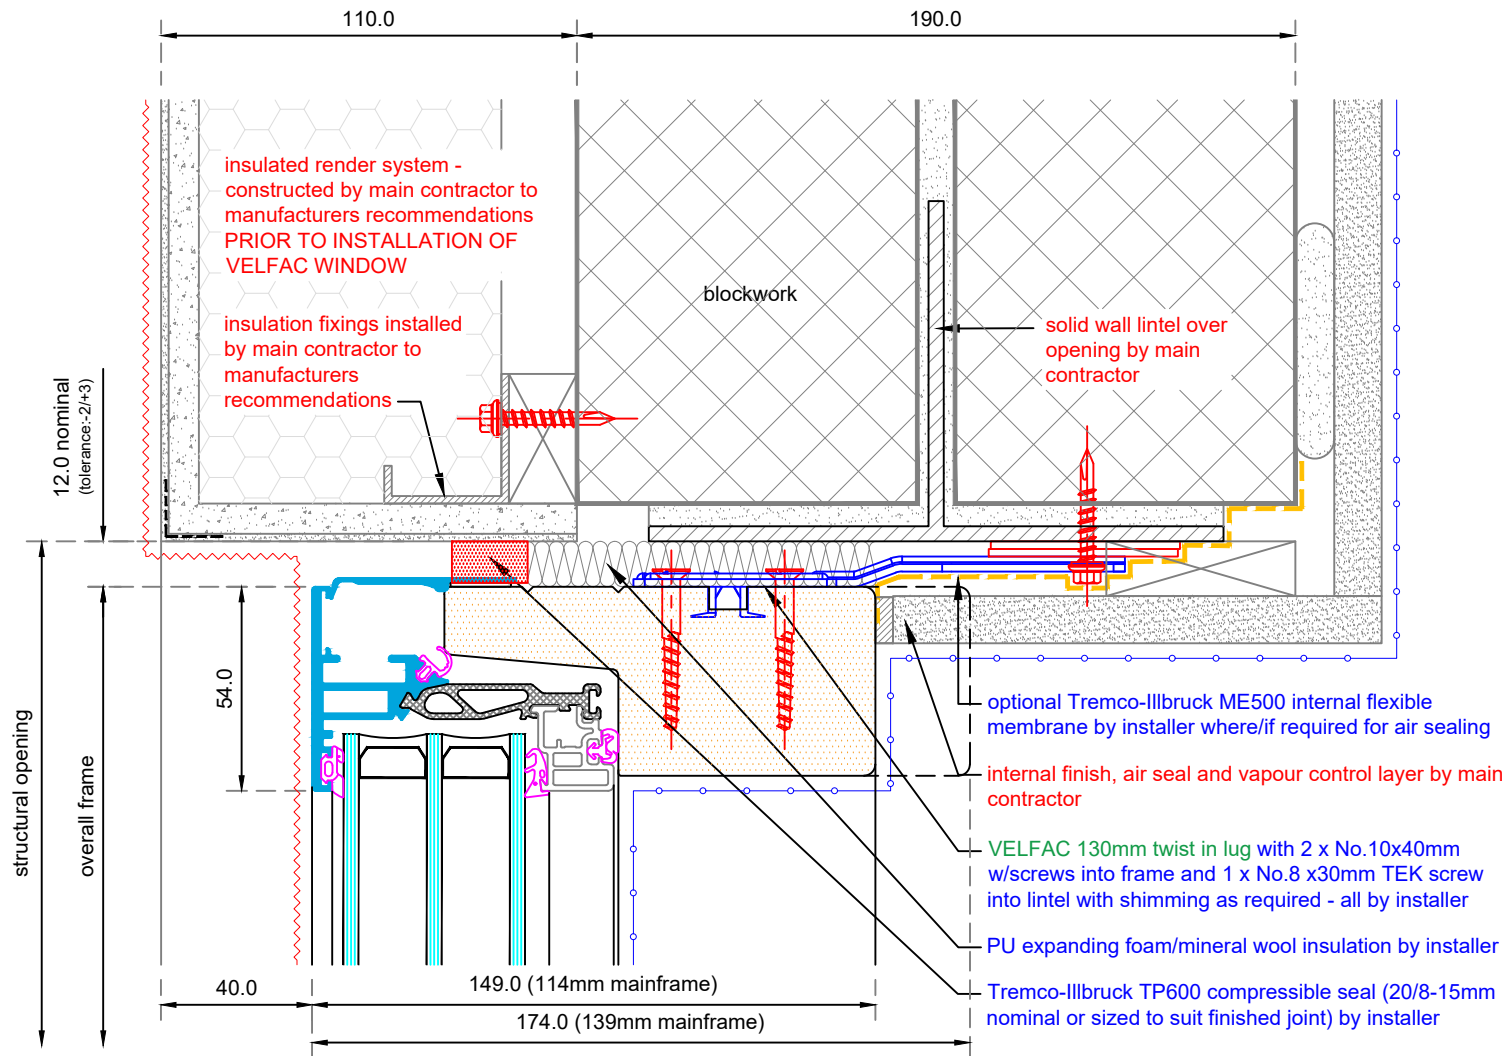 110.0
190.0
insulated render system -
constructed by main contractor to
manufacturers recommendations
PRIOR TO INSTALLATION OF
VELFAC WINDOW
blockwork
insulation fixings installed
by main contractor to
manufacturers
recommendations
solid wall lintel over
opening by main
contractor
12.0 nominal
(tolerance:-2/+3)
54.0
structural opening
overall frame
optional Tremco-Illbruck ME500 internal flexible
membrane by installer where/if required for air sealing
internal finish, air seal and vapour control layer by main
contractor
VELFAC 130mm twist in lug with 2 x No.10x40mm
w/screws into frame and 1 x No.8 x30mm TEK screw
into lintel with shimming as required - all by installer
PU expanding foam/mineral wool insulation by installer
Tremco-Illbruck TP600 compressible seal (20/8-15mm
nominal or sized to suit finished joint) by installer
40.0
149.0 (114mm mainframe)
174.0 (139mm mainframe)